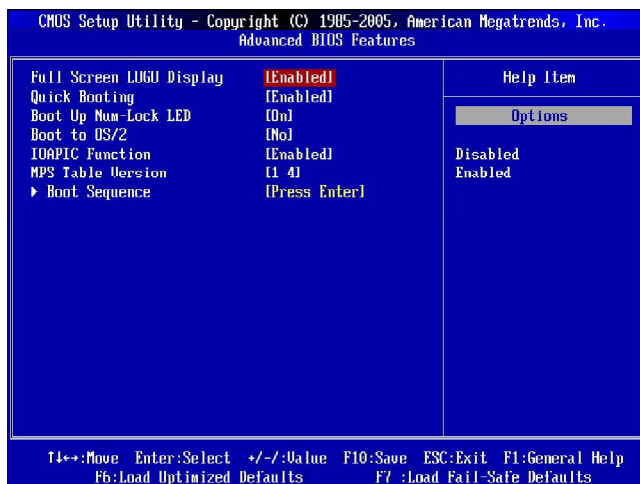 CMOS Setup Utility - Copyright (C) 1985-2005, American Megatrends, Inc.
Advanced BIOS Features
Full Screen LOGO Display [Enabled]
Quick Booting [Enabled]
Boot Up Num-Lock LED [On]
Boot to OS/2 [No]
IOAPIC Function [Enabled]
MPS Table Version [1 4]
▶ Boot Sequence [Press Enter]
Help Item
Options
Disabled
Enabled
↑↓←→:Move Enter:Select +/-/:Value F10:Save ESC:Exit F1:General Help
F6:Load Optimized Defaults F7 :Load Fail-Safe Defaults